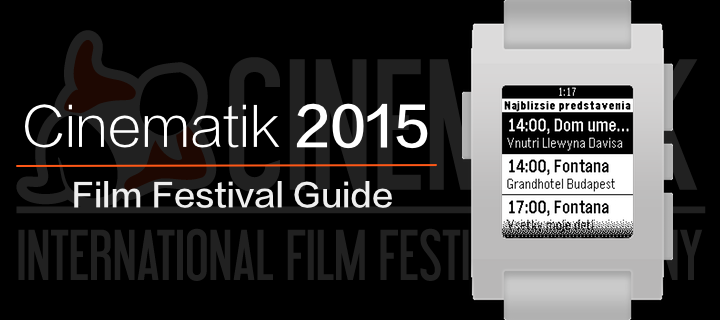 Cinematik 2015
Film Festival Guide
INTERNATIONAL FILM FESTI
1:17
Najblizsie predstavenia
14:00, Dom ume...
Vnutri Llewyna Davisa
14:00, Fontana
Grandhotel Budapest
17:00, Fontana